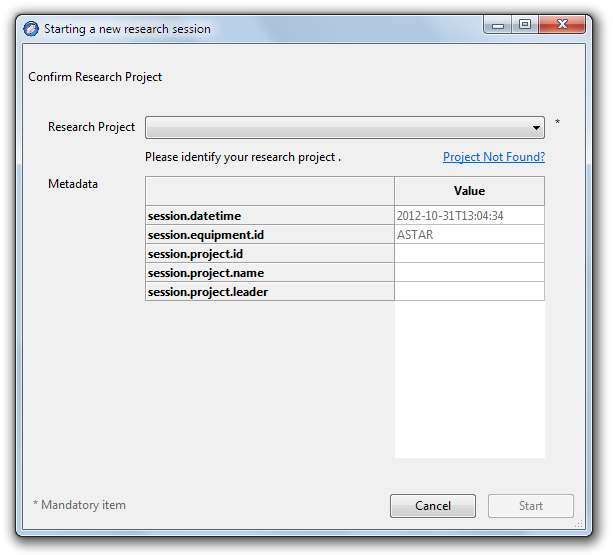 Starting a new research session
Confirm Research Project
Research Project *
Please identify your research project . Project Not Found?
Metadata Value
session.datetime 2012-10-31T13:04:34
session.equipment.id ASTAR
session.project.id
session.project.name
session.project.leader
* Mandatory item Cancel Start